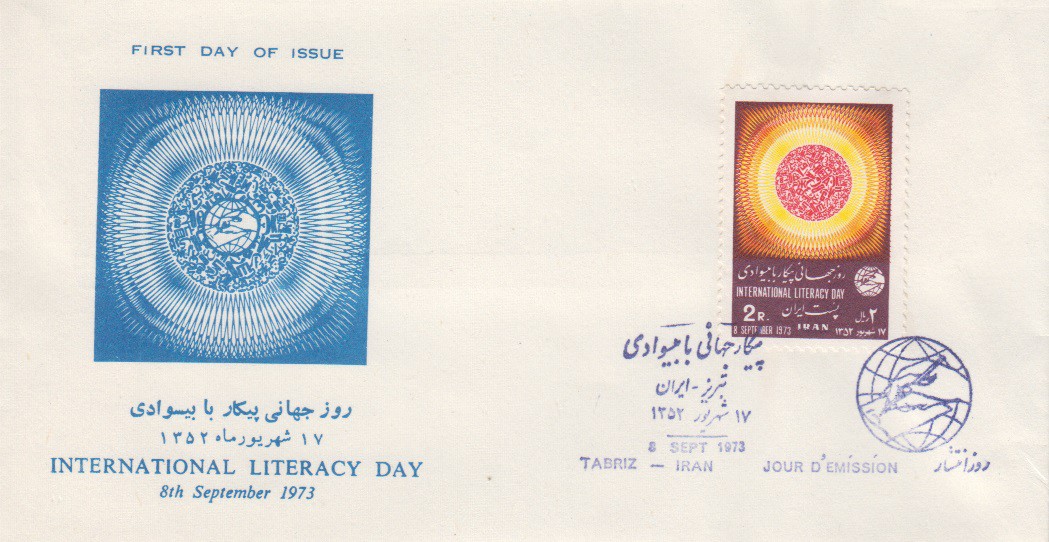 FIRST DAY OF ISSUE
روز جهانی پیکار با بیسوادی
۱۷ شهریور ماه ۱۳۵۲
INTERNATIONAL LITERACY DAY
8th September 1973
روز جهانی پیکار با بیسوادی
INTERNATIONAL LITERACY DAY
پست ایران
2 R.
۲ ریال
8 SEPTEMBER 1973
IRAN
۱۷ شهریور ۱۳۵۲
پیکار جهانی با بیسوادی
تبریز - ایران
۱۷ شهریور ۱۳۵۲
8 SEPT 1973
TABRIZ – IRAN
JOUR D'EMISSION
روز انتشار